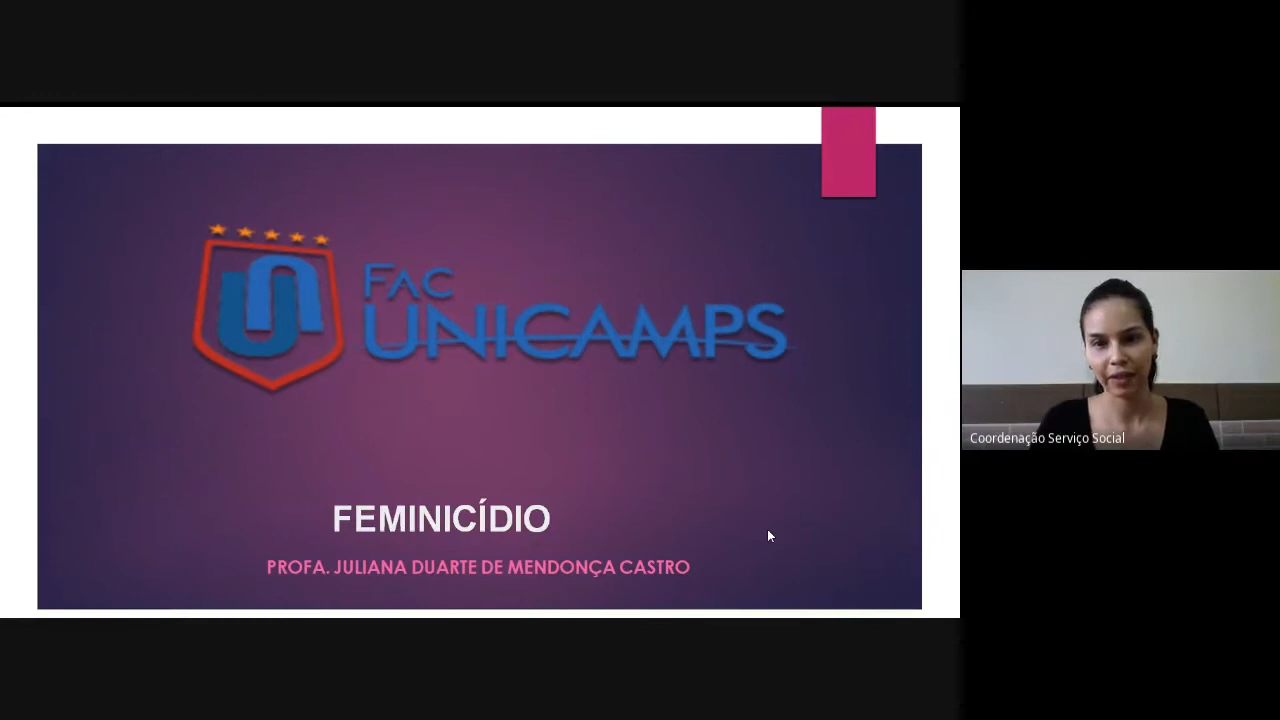 FAC
UNICAMPS
FEMINICÍDIO
PROFA. JULIANA DUARTE DE MENDONÇA CASTRO
Coordenação Serviço Social